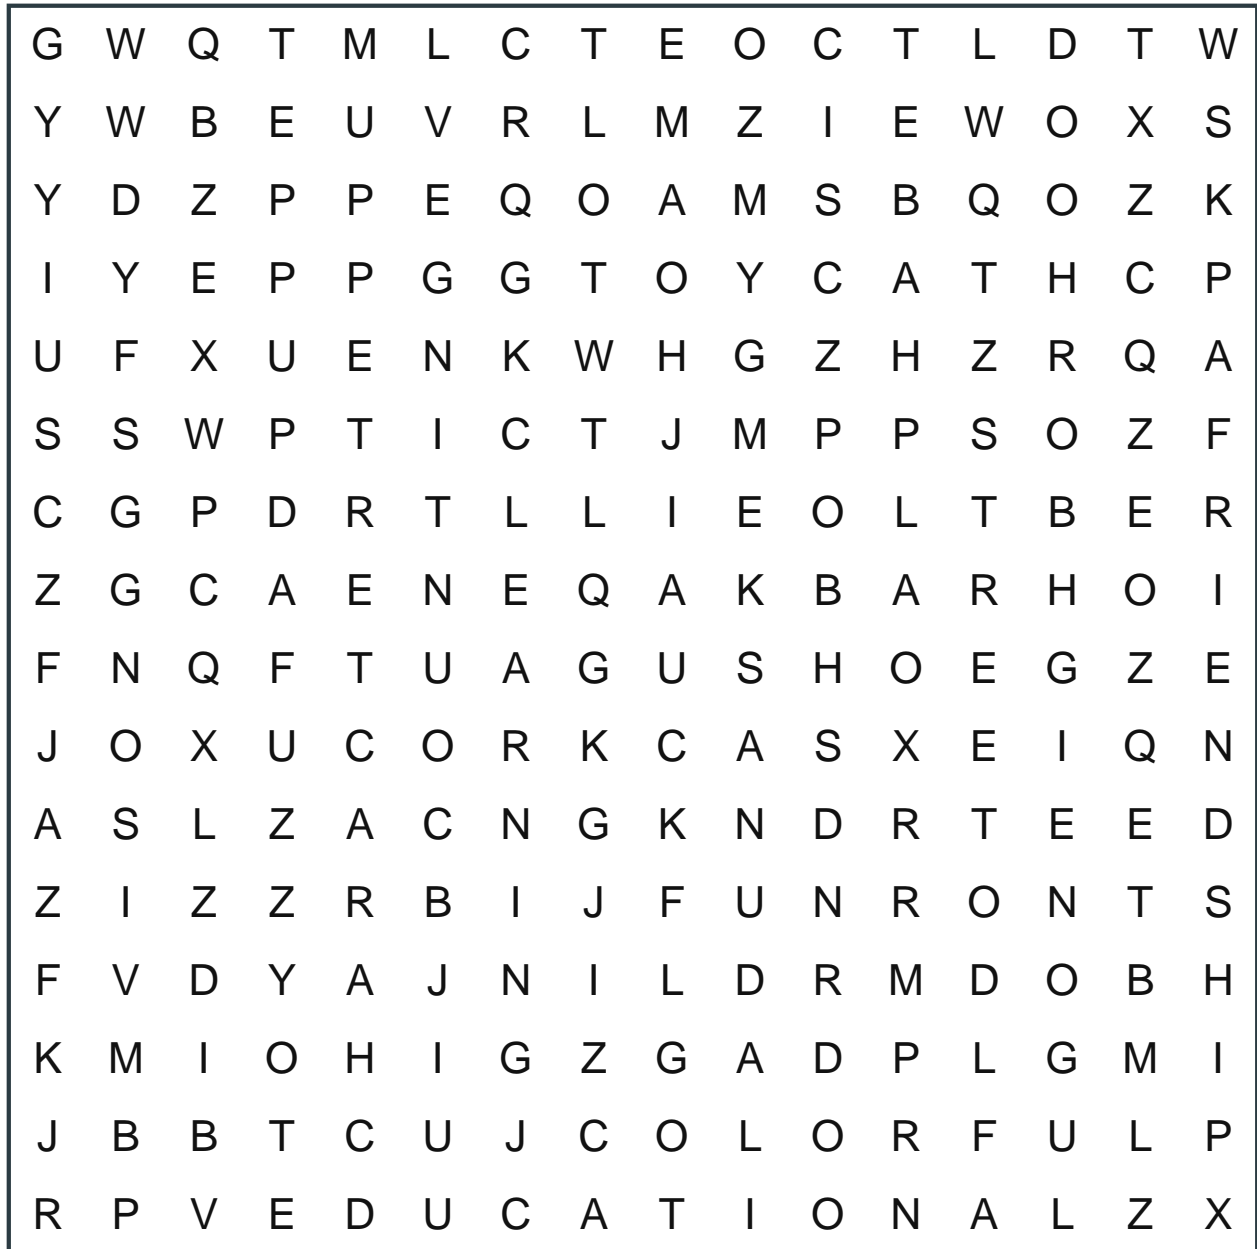 G W Q T M L C T E O C T L D T W
Y W B E U V R L M Z I E W O X S
Y D Z P P E Q O A M S B Q O Z K
I Y E P P G G T O Y C A T H C P
U F X U E N K W H G Z H Z R Q A
S S W P T I C T J M P P S O Z F
C G P D R T L L I E O L T B E R
Z G C A E N E Q A K B A R H O I
F N Q F T U A G U S H O E G Z E
J O X U C O R K C A S X E I Q N
A S L Z A C N G K N D R T E E D
Z I Z Z R B I J F U N R O N T S
F V D Y A J N I L D R M D O B H
K M I O H I G Z G A D P L G M I
J B B T C U J C O L O R F U L P
R P V E D U C A T I O N A L Z X